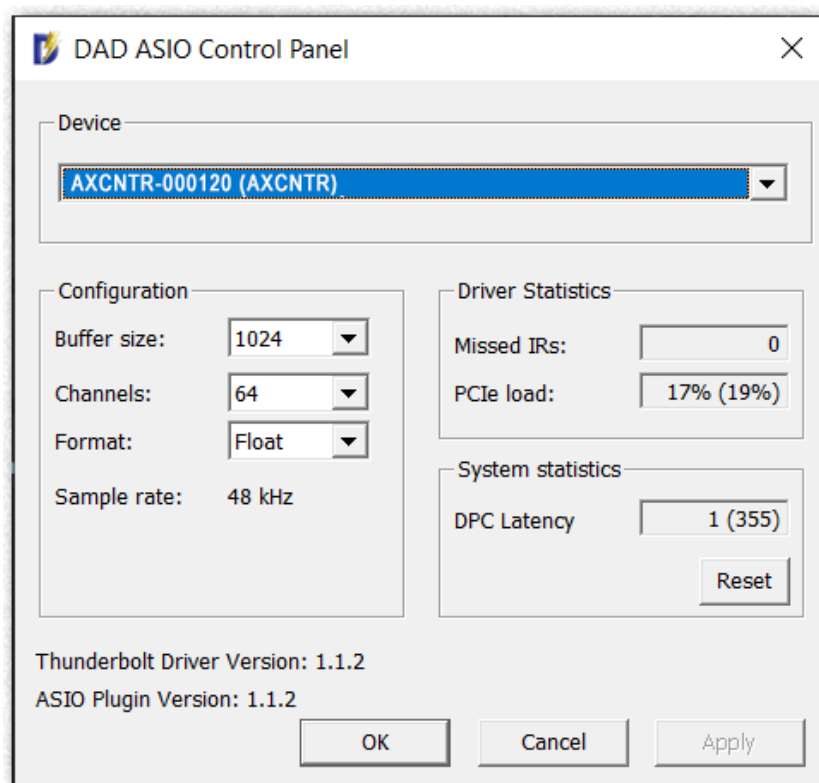 DAD ASIO Control Panel
Device
AXCNTR-000120 (AXCNTR)
Configuration
Buffer size: 1024
Channels: 64
Format: Float
Sample rate: 48 kHz
Driver Statistics
Missed IRs: 0
PCIe load: 17% (19%)
System statistics
DPC Latency 1 (355)
Reset
Thunderbolt Driver Version: 1.1.2
ASIO Plugin Version: 1.1.2
OK Cancel Apply